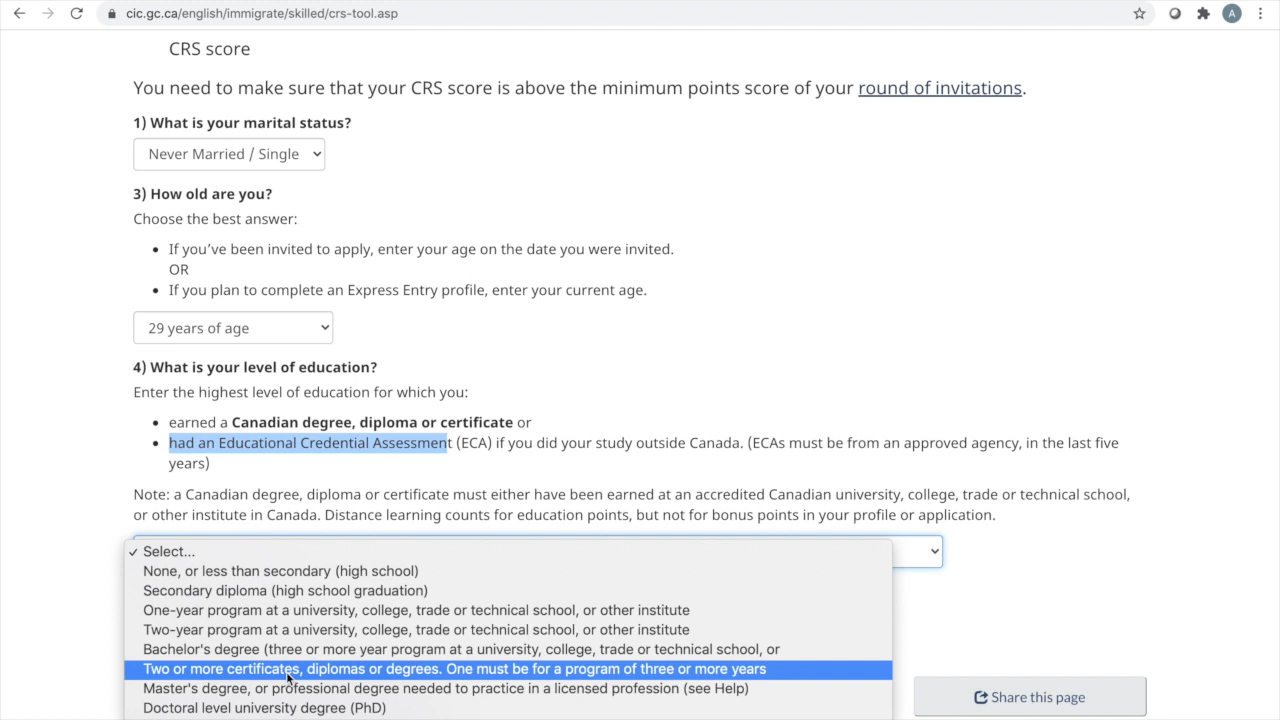 cic.gc.ca/english/immigrate/skilled/crs-tool.asp
A
CRS score
You need to make sure that your CRS score is above the minimum points score of your round of invitations.
1) What is your marital status?
Never Married / Single
3) How old are you?
Choose the best answer:
If you’ve been invited to apply, enter your age on the date you were invited.
OR
If you plan to complete an Express Entry profile, enter your current age.
29 years of age
4) What is your level of education?
Enter the highest level of education for which you:
earned a Canadian degree, diploma or certificate or
had an Educational Credential Assessment (ECA) if you did your study outside Canada. (ECAs must be from an approved agency, in the last five
years)
Note: a Canadian degree, diploma or certificate must either have been earned at an accredited Canadian university, college, trade or technical school,
or other institute in Canada. Distance learning counts for education points, but not for bonus points in your profile or application.
✓ Select...
None, or less than secondary (high school)
Secondary diploma (high school graduation)
One-year program at a university, college, trade or technical school, or other institute
Two-year program at a university, college, trade or technical school, or other institute
Bachelor's degree (three or more year program at a university, college, trade or technical school, or
Two or more certificates, diplomas or degrees. One must be for a program of three or more years
Master's degree, or professional degree needed to practice in a licensed profession (see Help)
Doctoral level university degree (PhD)
Share this page